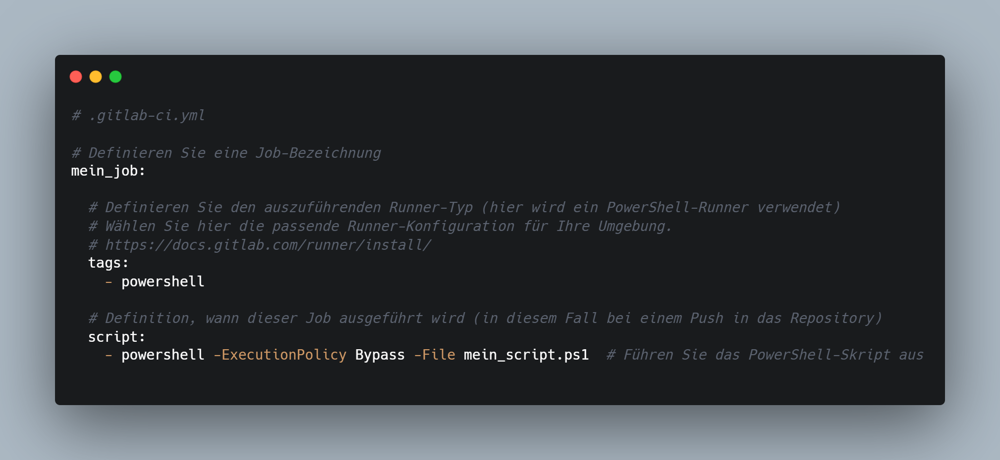 # .gitlab-ci.yml
# Definieren Sie eine Job-Bezeichnung
mein_job:
# Definieren Sie den auszuführenden Runner-Typ (hier wird ein PowerShell-Runner verwendet)
# Wählen Sie hier die passende Runner-Konfiguration für Ihre Umgebung.
# https://docs.gitlab.com/runner/install/
tags:
- powershell
# Definition, wann dieser Job ausgeführt wird (in diesem Fall bei einem Push in das Repository)
script:
- powershell -ExecutionPolicy Bypass -File mein_script.ps1  # Führen Sie das PowerShell-Skript aus